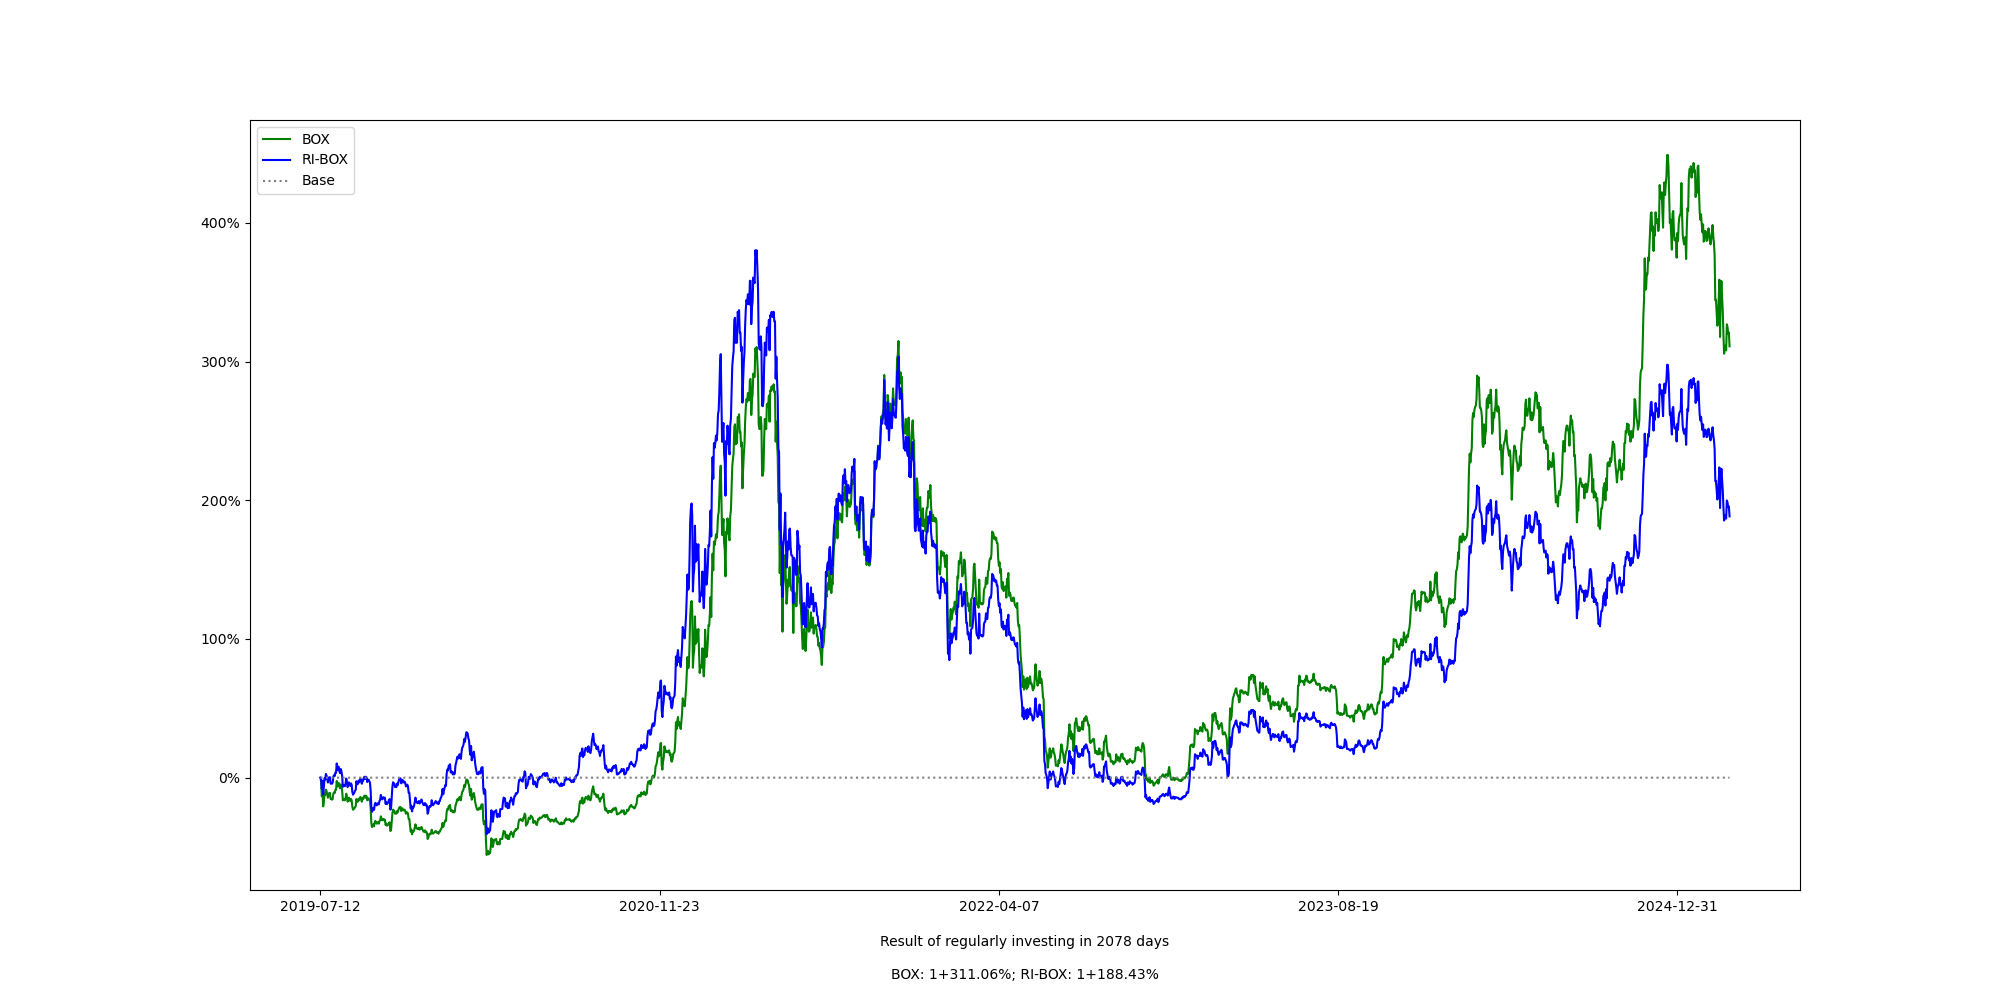 BOX
RI-BOX
Base
400%
300%
200%
100%
0%
2019-07-12 2020-11-23 2022-04-07 2023-08-19 2024-12-31
Result of regularly investing in 2078 days
BOX: 1+311.06%; RI-BOX: 1+188.43%